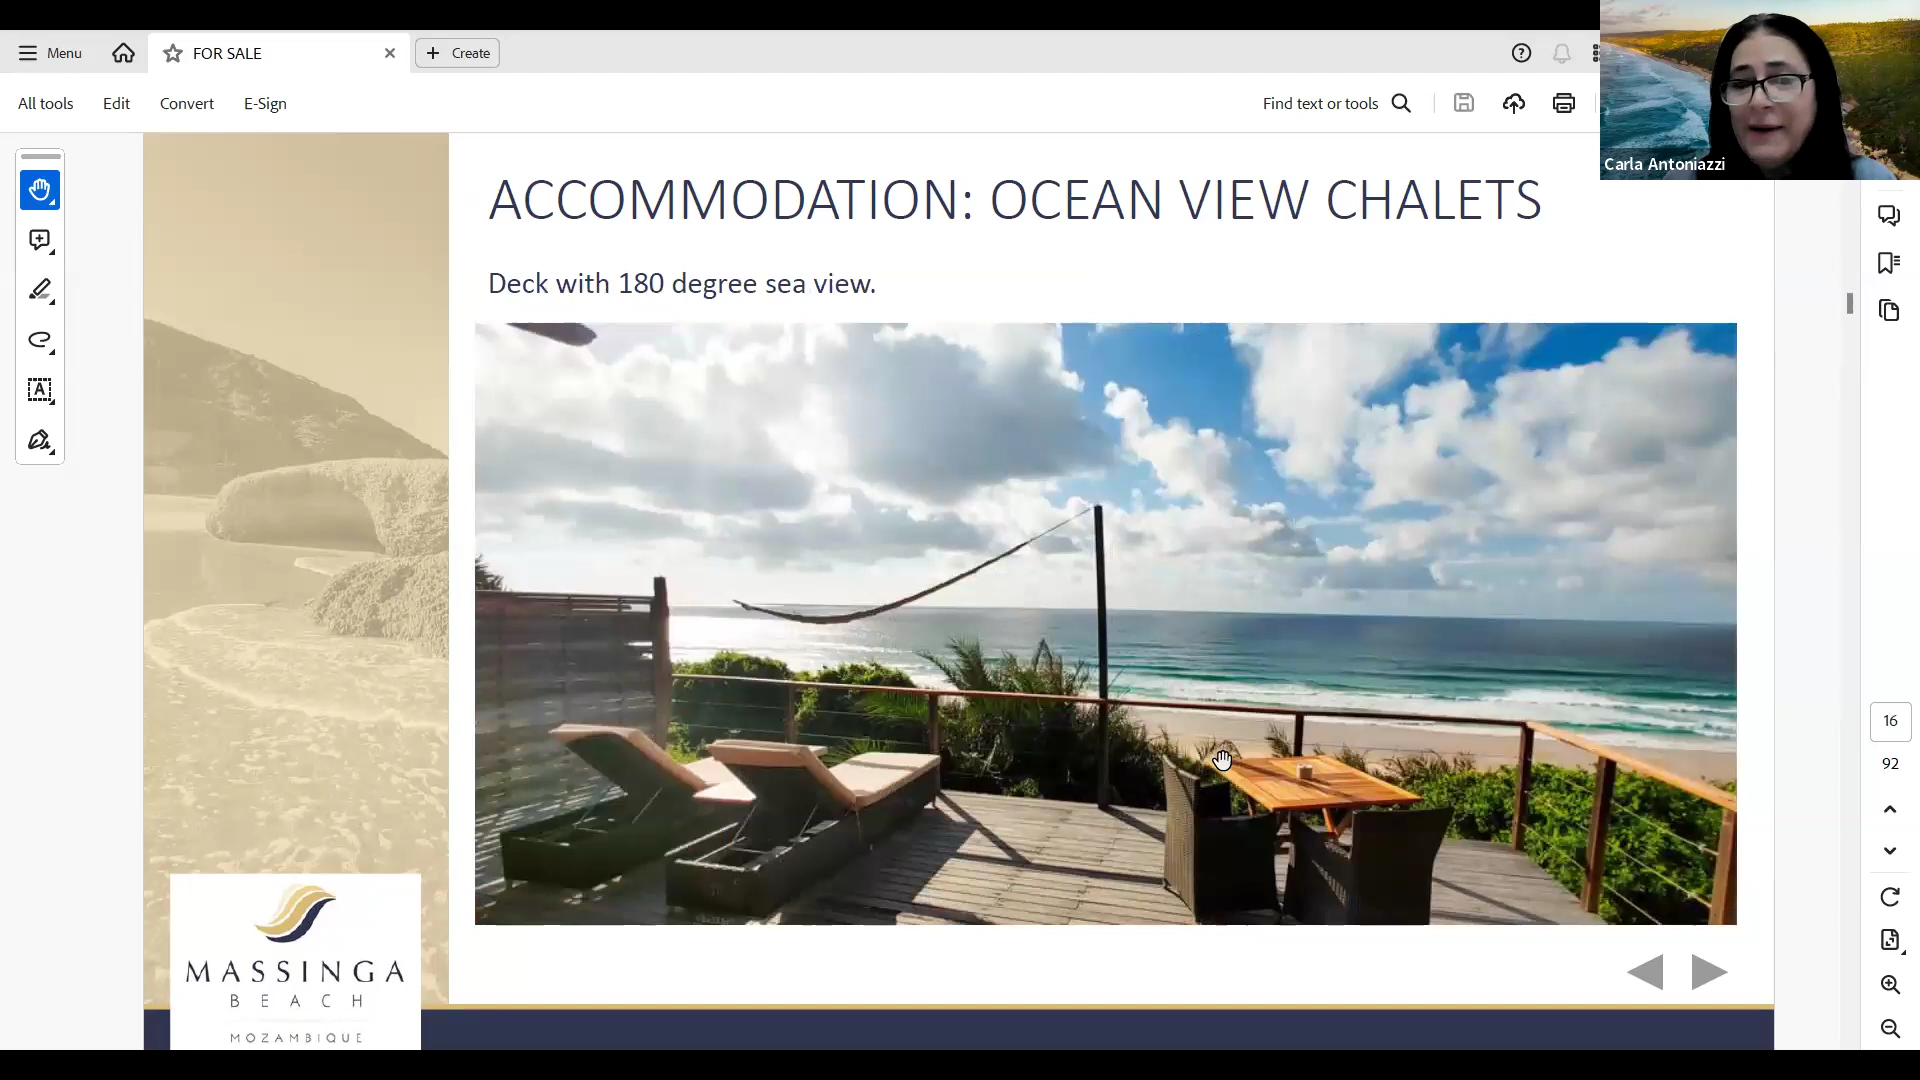 Menu
FOR SALE
Create
All tools
Edit
Convert
E-Sign
Find text or tools
Carla Antoniazzi
ACCOMMODATION: OCEAN VIEW CHALETS
Deck with 180 degree sea view.
16
92
MASSINGA
BEACH
MOZAMBIQUE